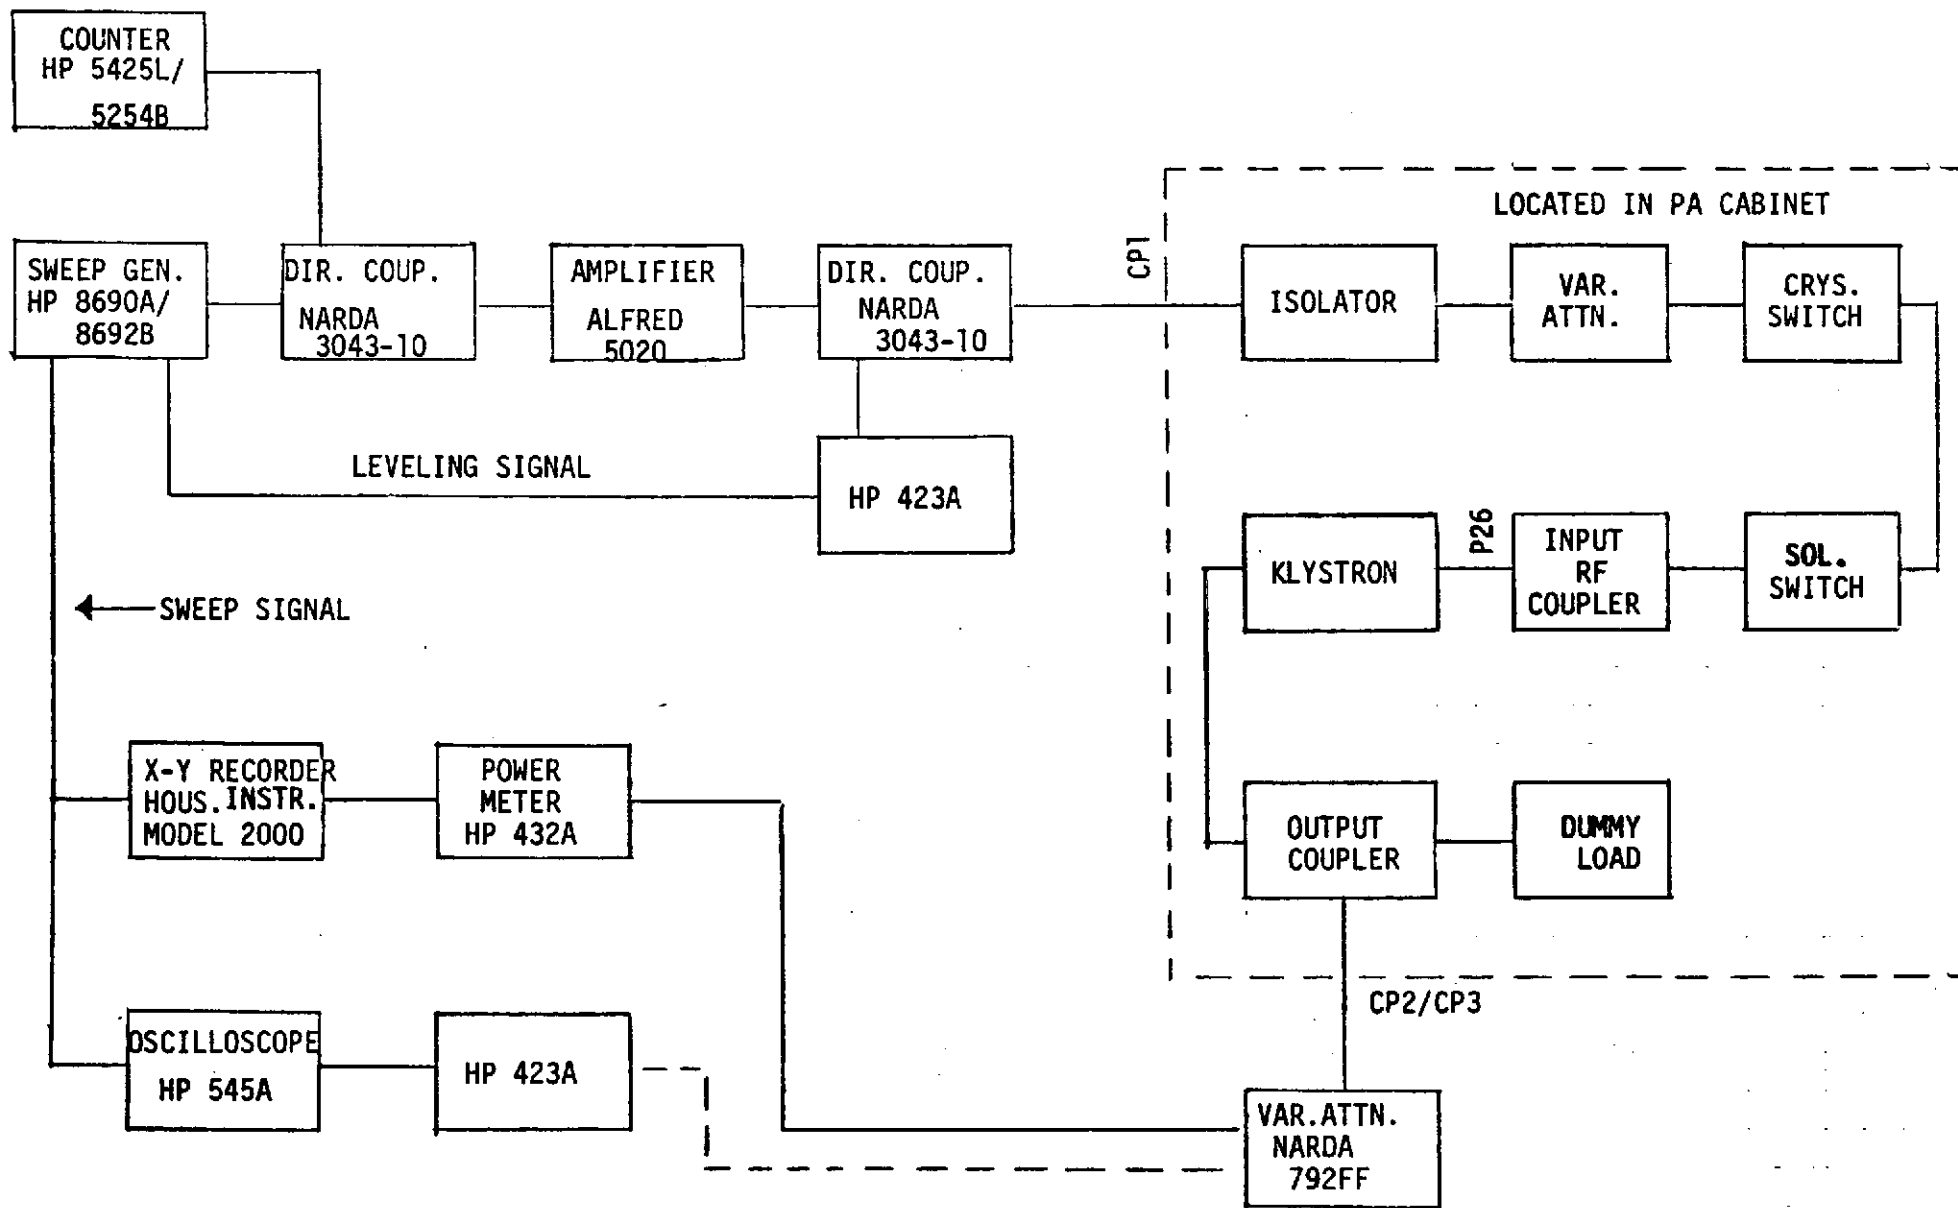 COUNTER
HP 5425L/
5254B
LOCATED IN PA CABINET
SWEEP GEN.
HP 8690A/
8692B
DIR. COUP.
NARDA
3043-10
AMPLIFIER
ALFRED
5020
DIR. COUP.
NARDA
3043-10
CP1
ISOLATOR
VAR.
ATTN.
CRYS.
SWITCH
LEVELING SIGNAL
HP 423A
KLYSTRON
P26
INPUT
RF
COUPLER
SOL.
SWITCH
SWEEP SIGNAL
X-Y RECORDER
HOUS.INSTR.
MODEL 2000
POWER
METER
HP 432A
OUTPUT
COUPLER
DUMMY
LOAD
CP2/CP3
OSCILLOSCOPE
HP 545A
HP 423A
VAR.ATTN.
NARDA
792FF